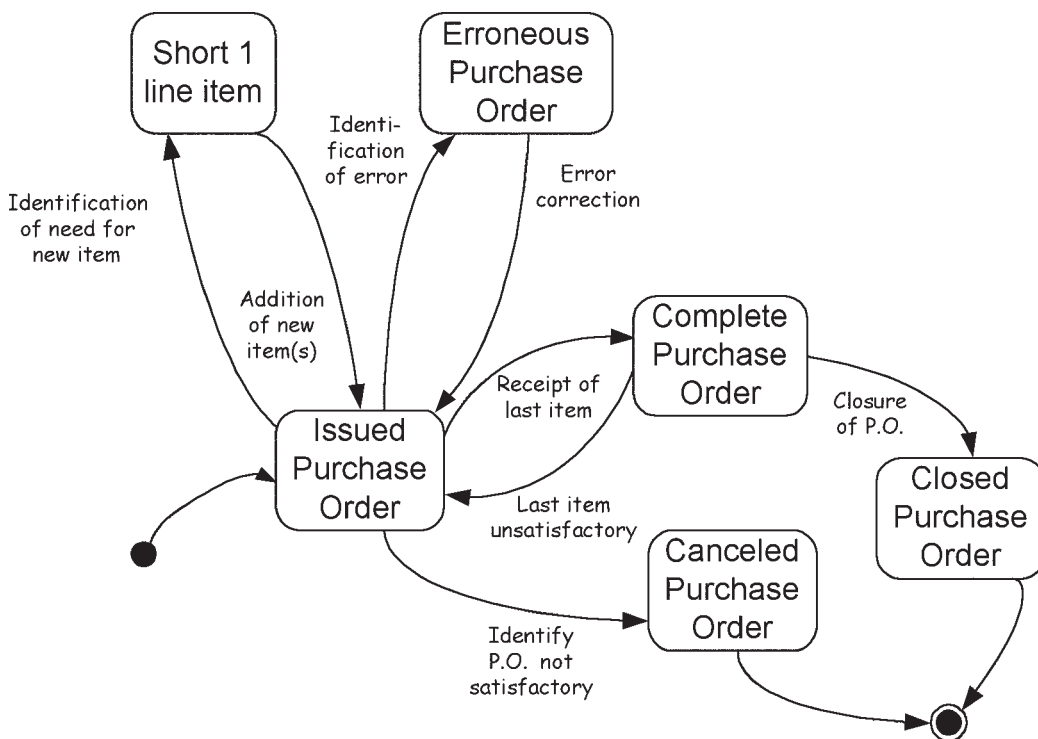 Short 1
line item
Erroneous
Purchase
Order
Identi-
fication
of error
Error
correction
Identification
of need for
new item
Addition
of new
item(s)
Complete
Purchase
Order
Receipt of
last item
Closure
of P.O.
Issued
Purchase
Order
Last item
unsatisfactory
Closed
Purchase
Order
Canceled
Purchase
Order
Identify
P.O. not
satisfactory